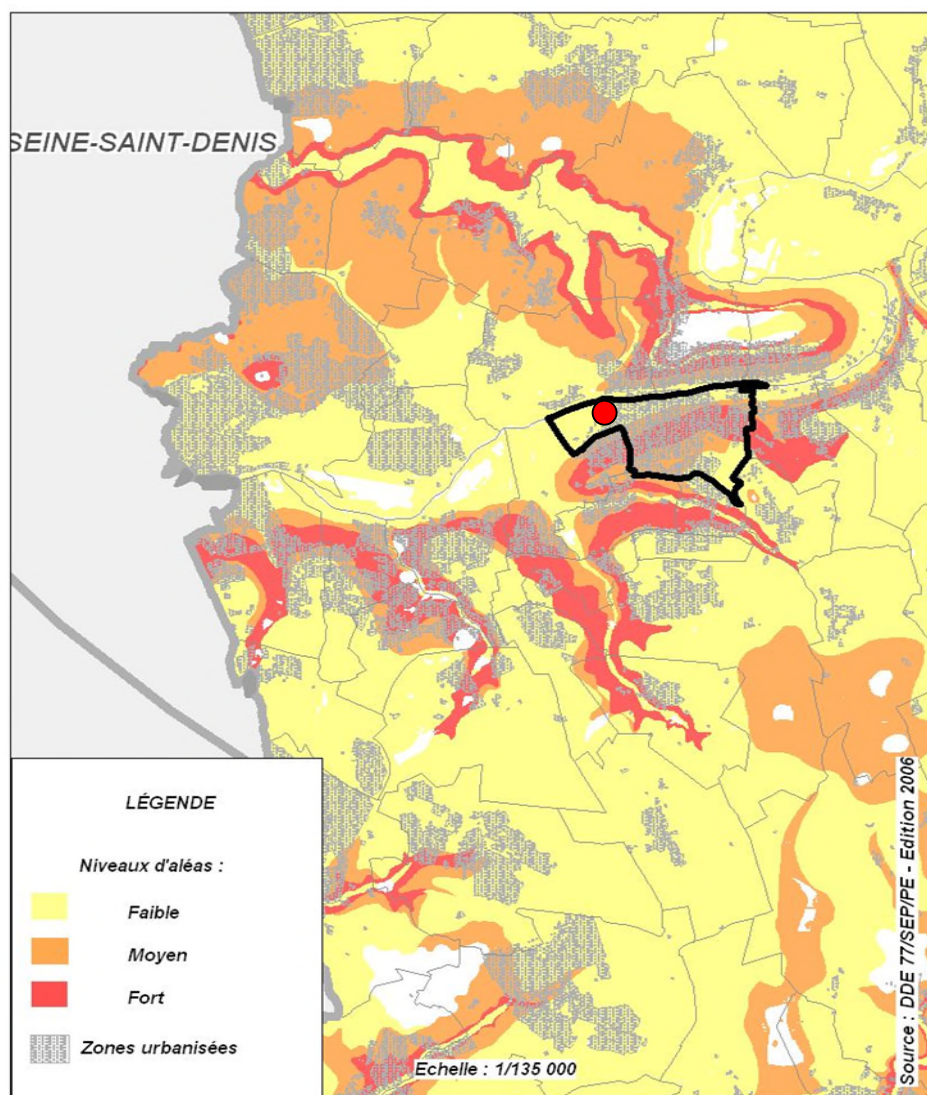 SEINE-SAINT-DENIS
LÉGENDE
Niveaux d'aléas :
Faible
Moyen
Fort
Zones urbanisées
Echelle : 1/135 000
Source : DDE 77/SEP/PE - Edition 2006